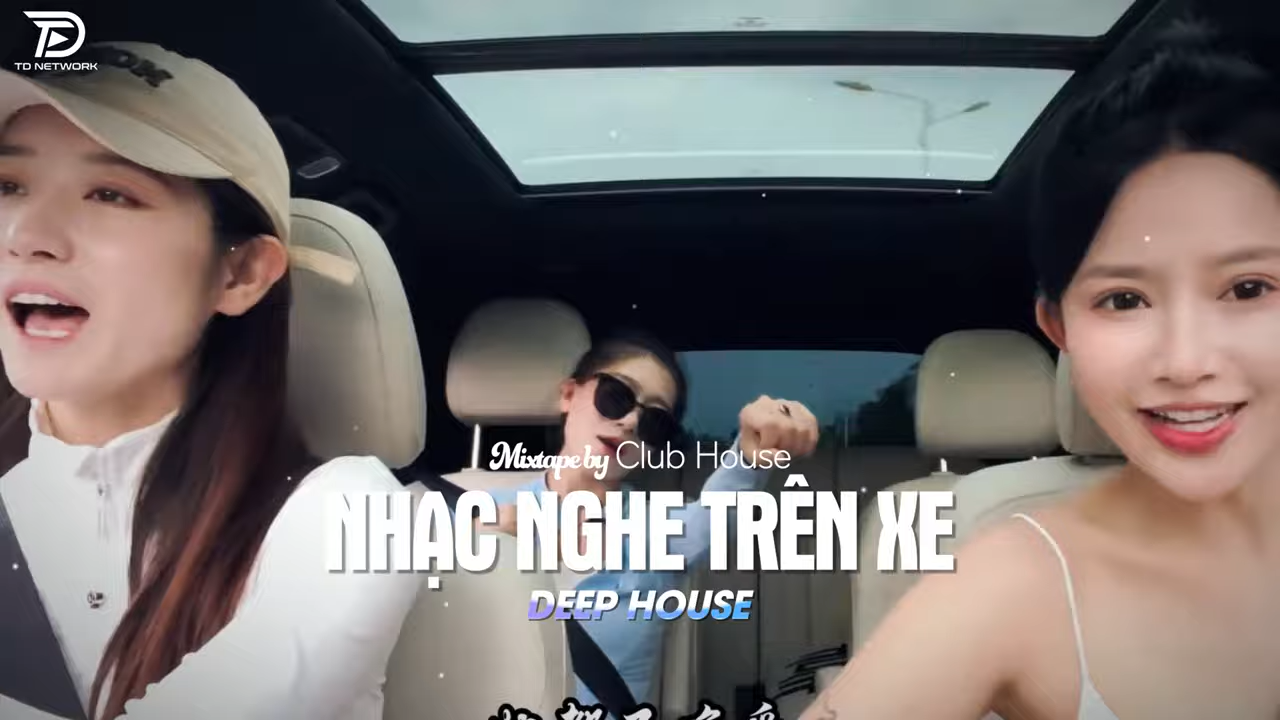 TD NETWORK
Mixtape by Club House
NHẠC NGHE TRÊN XE
DEEP HOUSE